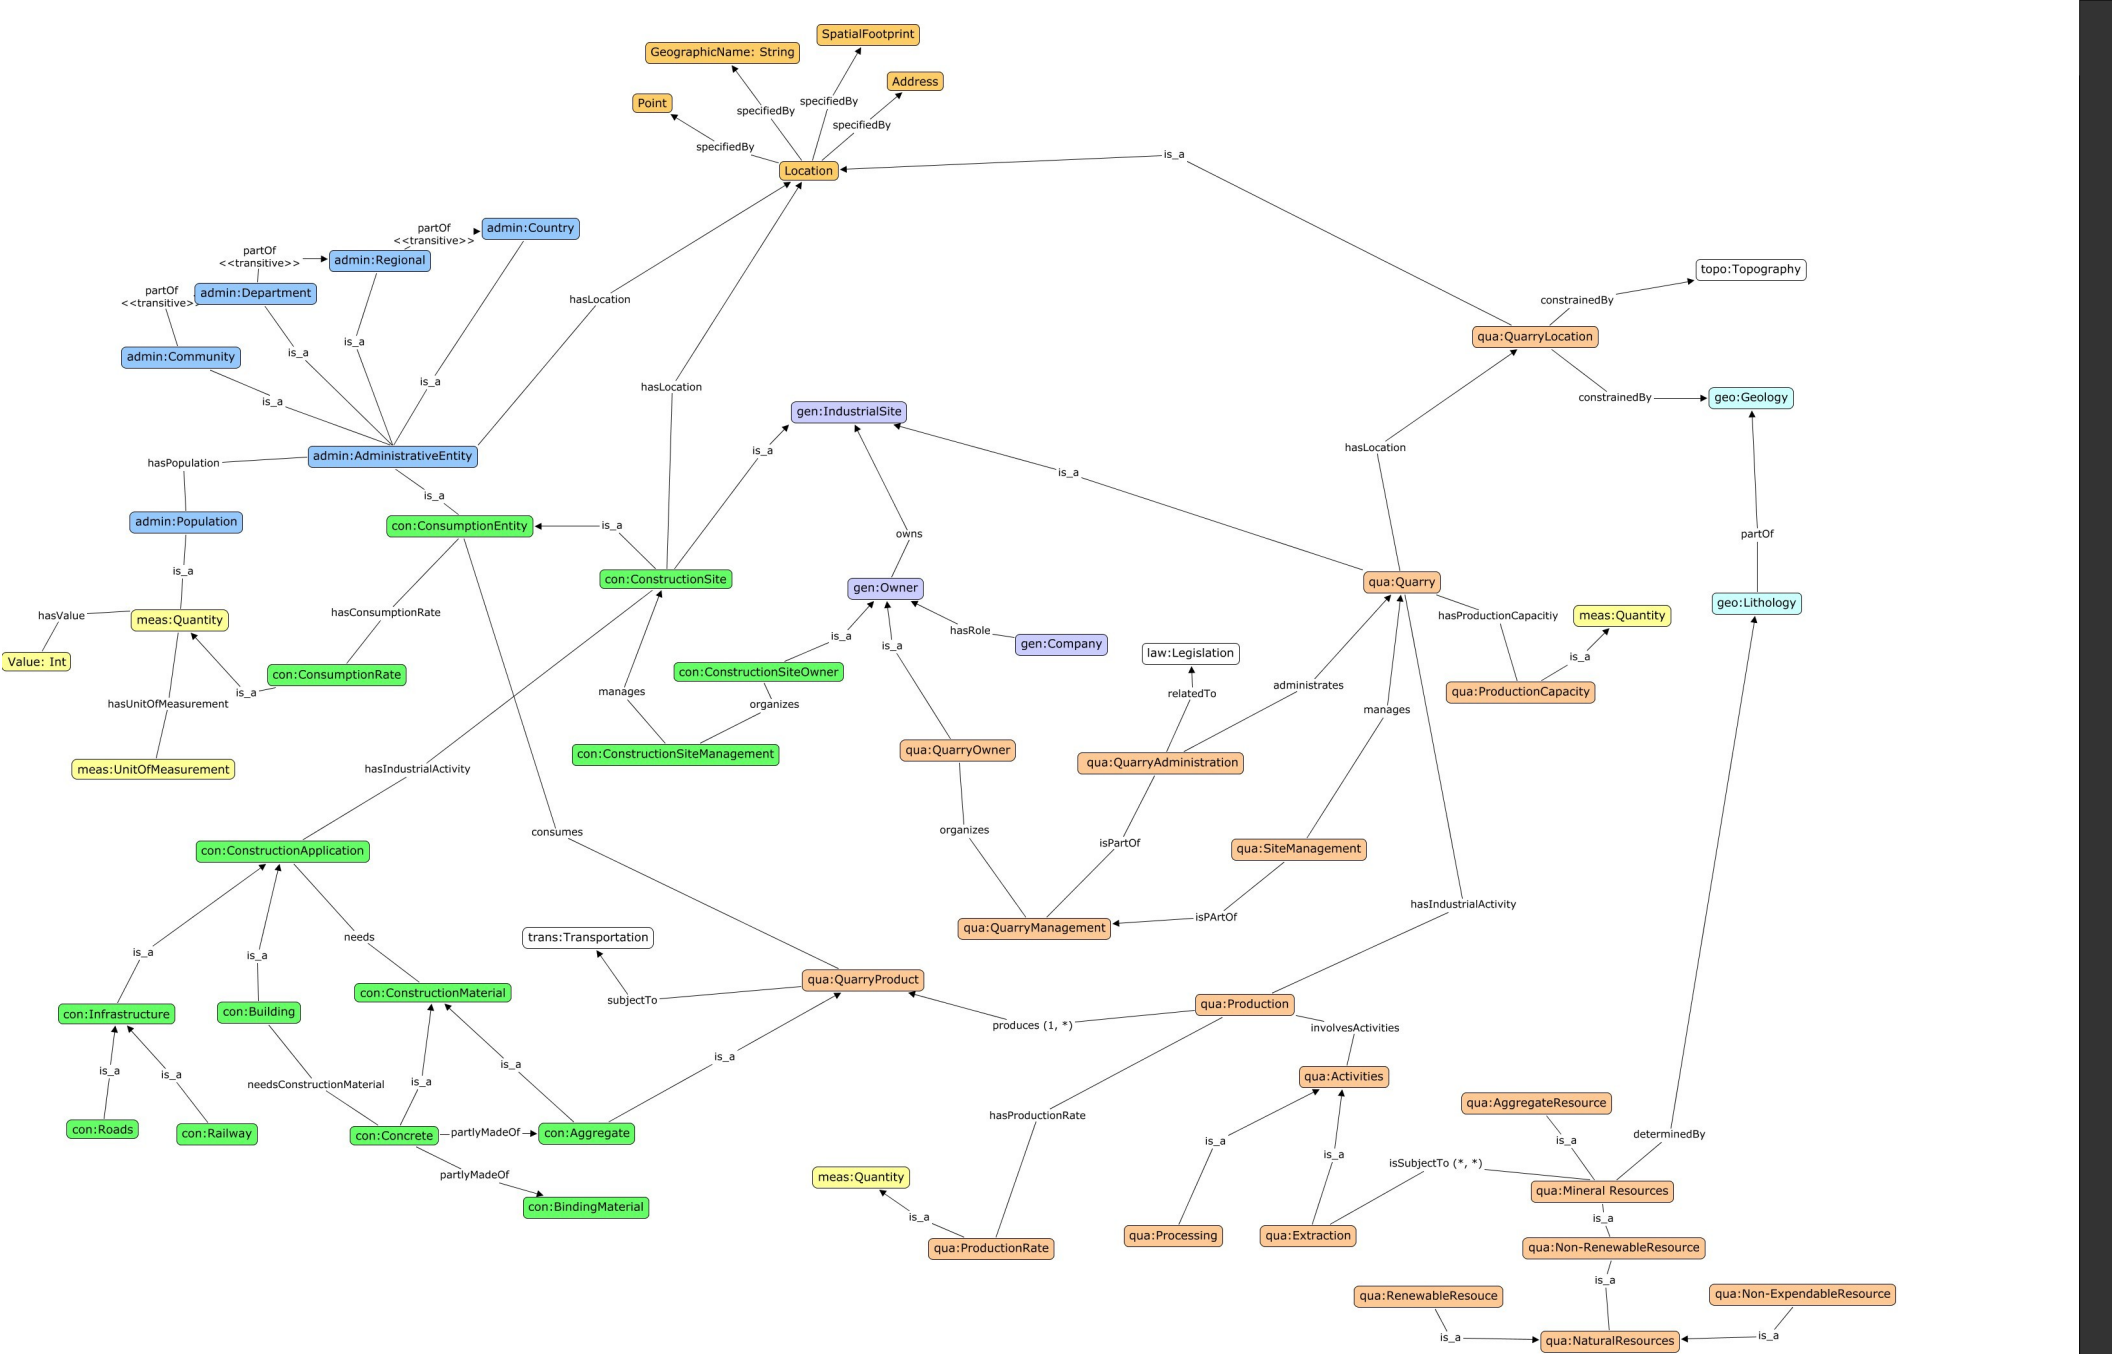 SpatialFootprint
GeographicName: String
Address
Point
specifiedBy
specifiedBy
specifiedBy
specifiedBy
is_a
Location
partOf
<<transitive>>
admin:Country
partOf
<<transitive>>
admin:Regional
topo:Topography
partOf
<<transitive>>
admin:Department
hasLocation
constrainedBy
qua:QuarryLocation
is_a
is_a
admin:Community
is_a
hasLocation
constrainedBy
geo:Geology
is_a
gen:IndustrialSite
hasLocation
admin:AdministrativeEntity
is_a
hasPopulation
is_a
is_a
admin:Population
con:ConsumptionEntity
is_a
owns
partOf
is_a
con:ConstructionSite
gen:Owner
qua:Quarry
geo:Lithology
hasValue
meas:Quantity
hasConsumptionRate
hasProductionCapacitiy
meas:Quantity
hasRole
is_a
is_a
gen:Company
law:Legislation
is_a
Value: Int
con:ConsumptionRate
con:ConstructionSiteOwner
administrates
is_a
manages
relatedTo
qua:ProductionCapacity
hasUnitOfMeasurement
organizes
manages
meas:UnitOfMeasurement
con:ConstructionSiteManagement
qua:QuarryOwner
qua:QuarryAdministration
hasIndustrialActivity
consumes
organizes
isPartOf
qua:SiteManagement
con:ConstructionApplication
hasIndustrialActivity
isPArtOf
qua:QuarryManagement
needs
trans:Transportation
is_a
is_a
qua:QuarryProduct
con:ConstructionMaterial
subjectTo
qua:Production
con:Infrastructure
con:Building
produces (1, *)
involvesActivities
is_a
is_a
is_a
is_a
qua:Activities
needsConstructionMaterial
is_a
qua:AggregateResource
hasProductionRate
con:Roads
con:Railway
con:Concrete
partlyMadeOf
con:Aggregate
is_a
is_a
determinedBy
is_a
isSubjectTo (*, *)
partlyMadeOf
meas:Quantity
qua:Mineral Resources
con:BindingMaterial
is_a
is_a
qua:Processing
qua:Extraction
qua:ProductionRate
qua:Non-RenewableResource
is_a
qua:RenewableResouce
qua:Non-ExpendableResource
is_a
qua:NaturalResources
is_a